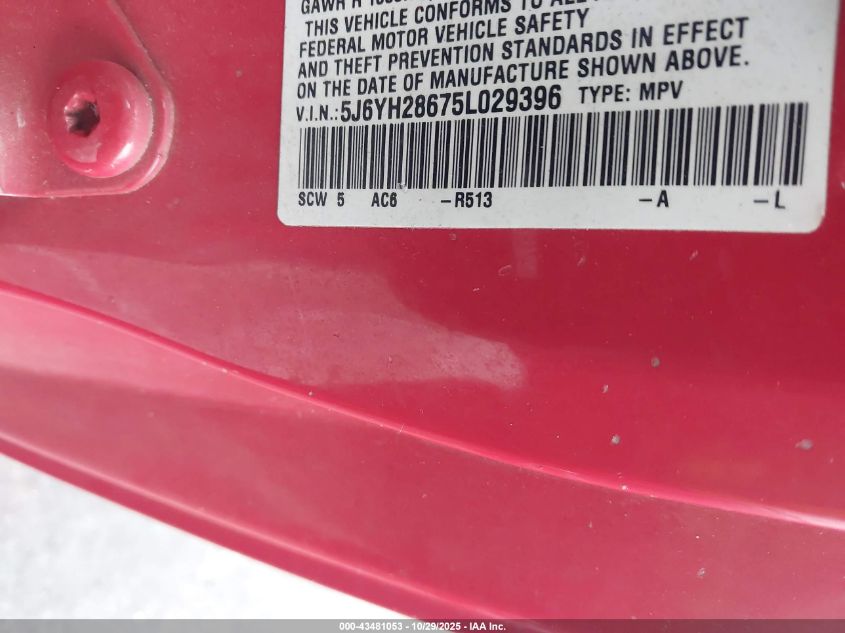 THIS VEHICLE CONFORMS TO ALL
FEDERAL MOTOR VEHICLE SAFETY
AND THEFT PREVENTION STANDARDS IN EFFECT
ON THE DATE OF MANUFACTURE SHOWN ABOVE.
V.I.N.:5J6YH28675L029396 TYPE: MPV
SCW 5 AC6 -R513 -A -L
000-43481053 - 10/29/2025 - IAA Inc.